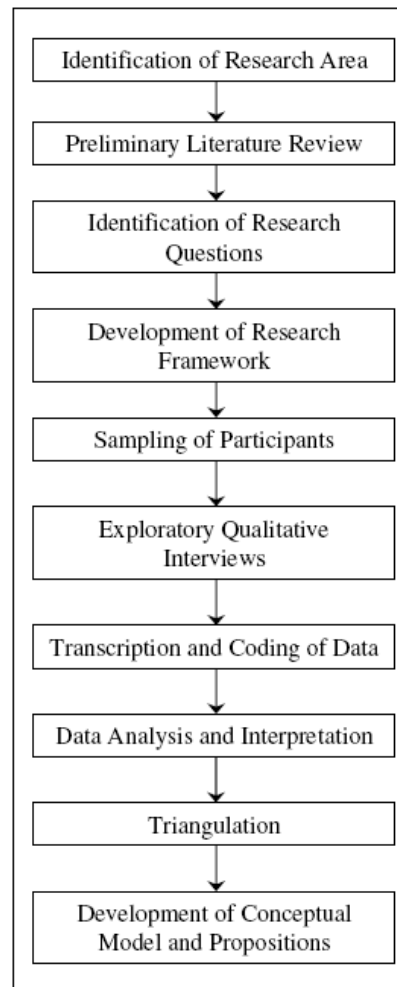 Identification of Research Area
Preliminary Literature Review
Identification of Research
Questions
Development of Research
Framework
Sampling of Participants
Exploratory Qualitative
Interviews
Transcription and Coding of Data
Data Analysis and Interpretation
Triangulation
Development of Conceptual
Model and Propositions